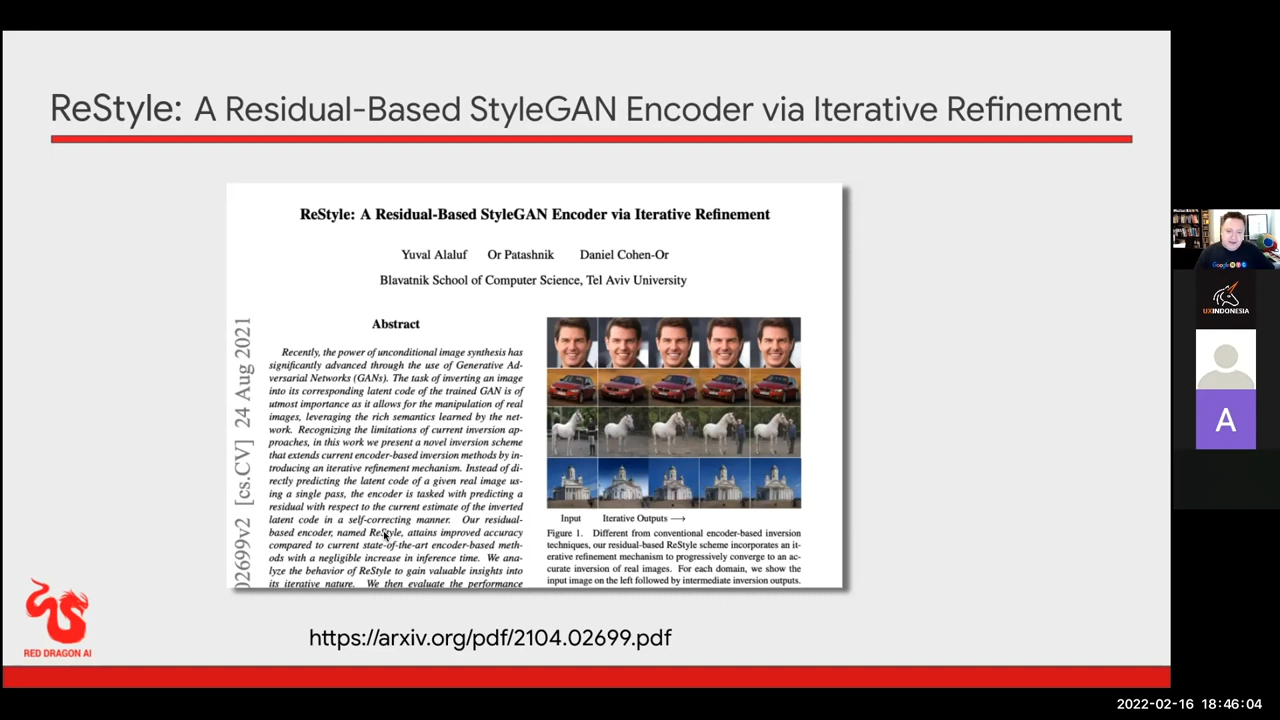 ReStyle: A Residual-Based StyleGAN Encoder via Iterative Refinement
ReStyle: A Residual-Based StyleGAN Encoder via Iterative Refinement
Yuval Alaluf Or Patashnik Daniel Cohen-Or
Blavatnik School of Computer Science, Tel Aviv University
02699v2 [cs.CV] 24 Aug 2021
Abstract
Recently, the power of unconditional image synthesis has
significantly advanced through the use of Generative Ad-
versarial Networks (GANs). The task of inverting an image
into its corresponding latent code of the trained GAN is of
utmost importance as it allows for the manipulation of real
images, leveraging the rich semantics learned by the net-
work. Recognizing the limitations of current inversion ap-
proaches, in this work we present a novel inversion scheme
that extends current encoder-based inversion methods by in-
troducing an iterative refinement mechanism. Instead of di-
rectly predicting the latent code of a given real image us-
ing a single pass, the encoder is tasked with predicting a
residual with respect to the current estimate of the inverted
latent code in a self-correcting manner. Our residual-
based encoder, named ReStyle, attains improved accuracy
compared to current state-of-the-art encoder-based meth-
ods with a negligible increase in inference time. We ana-
lyze the behavior of ReStyle to gain valuable insights into
its iterative nature. We then evaluate the performance
Input Iterative Outputs ⟶
Figure 1. Different from conventional encoder-based inversion
techniques, our residual-based ReStyle scheme incorporates an it-
erative refinement mechanism to progressively converge to an ac-
curate inversion of real images. For each domain, we show the
input image on the left followed by intermediate inversion outputs.
https://arxiv.org/pdf/2104.02699.pdf
RED DRAGON AI
Google
UXINDONESIA
A
2022-02-16 18:46:04